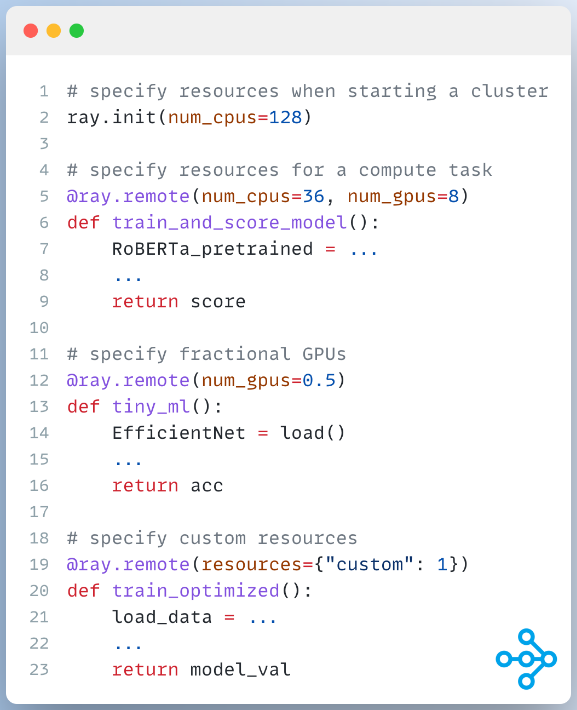 1 # specify resources when starting a cluster
2 ray.init(num_cpus=128)
3
4 # specify resources for a compute task
5 @ray.remote(num_cpus=36, num_gpus=8)
6 def train_and_score_model():
7     RoBERTa_pretrained = ...
8     ...
9     return score
10
11 # specify fractional GPUs
12 @ray.remote(num_gpus=0.5)
13 def tiny_ml():
14     EfficientNet = load()
15     ...
16     return acc
17
18 # specify custom resources
19 @ray.remote(resources={"custom": 1})
20 def train_optimized():
21     load_data = ...
22     ...
23     return model_val